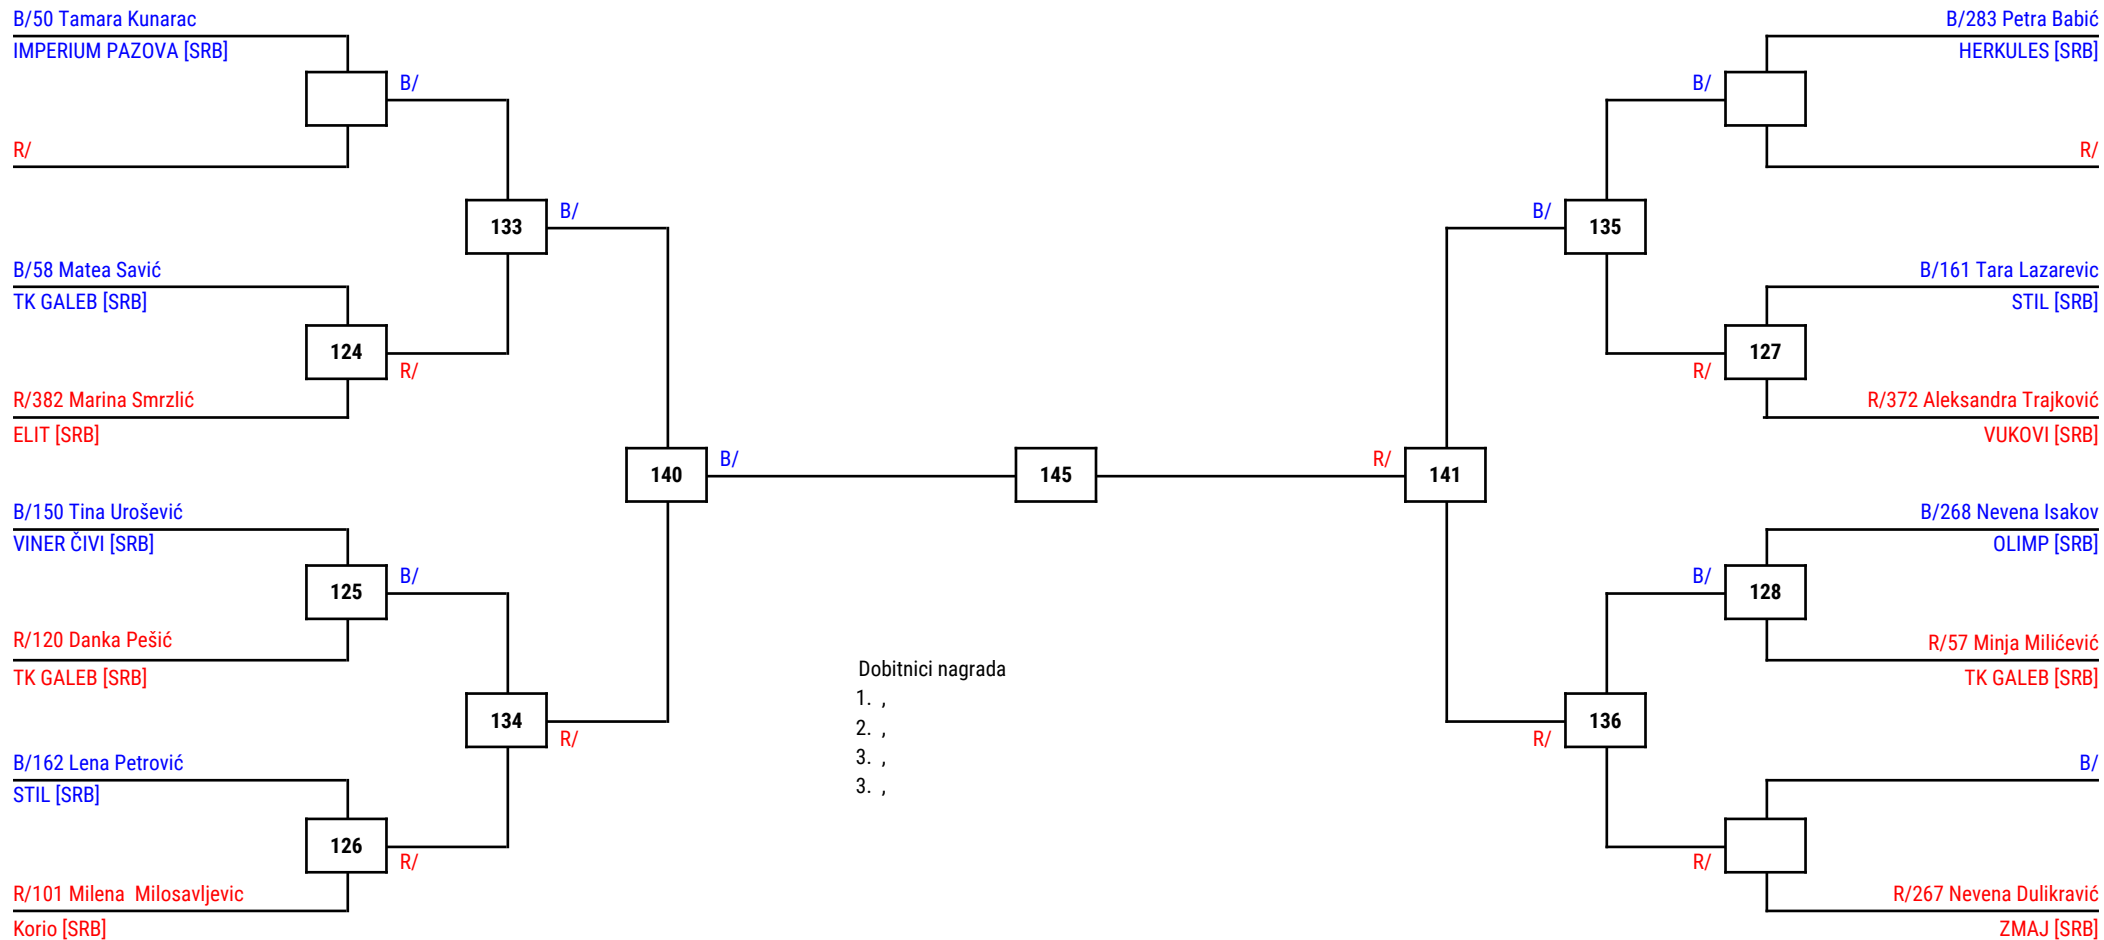 B/50 Tamara Kunarac
IMPERIUM PAZOVA [SRB]
B/
R/
133
B/
B/58 Matea Savić
TK GALEB [SRB]
124
R/
R/382 Marina Smrzlić
ELIT [SRB]
140
B/
B/150 Tina Urošević
VINER ČIVI [SRB]
125
B/
R/120 Danka Pešić
TK GALEB [SRB]
134
R/
B/162 Lena Petrović
STIL [SRB]
126
R/
R/101 Milena  Milosavljevic
Korio [SRB]
145
Dobitnici nagrada
1. ,
2. ,
3. ,
3. ,
B/283 Petra Babić
HERKULES [SRB]
B/
R/
B/
135
B/161 Tara Lazarevic
STIL [SRB]
127
R/
R/372 Aleksandra Trajković
VUKOVI [SRB]
R/
141
B/268 Nevena Isakov
OLIMP [SRB]
B/
128
R/57 Minja Milićević
TK GALEB [SRB]
136
R/
B/
R/
R/267 Nevena Dulikravić
ZMAJ [SRB]